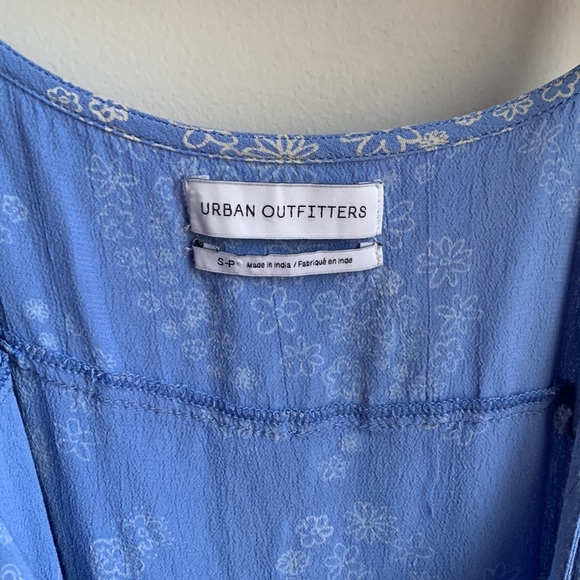 URBAN OUTFITTERS
S-P Made in India / Fabriqué en Inde